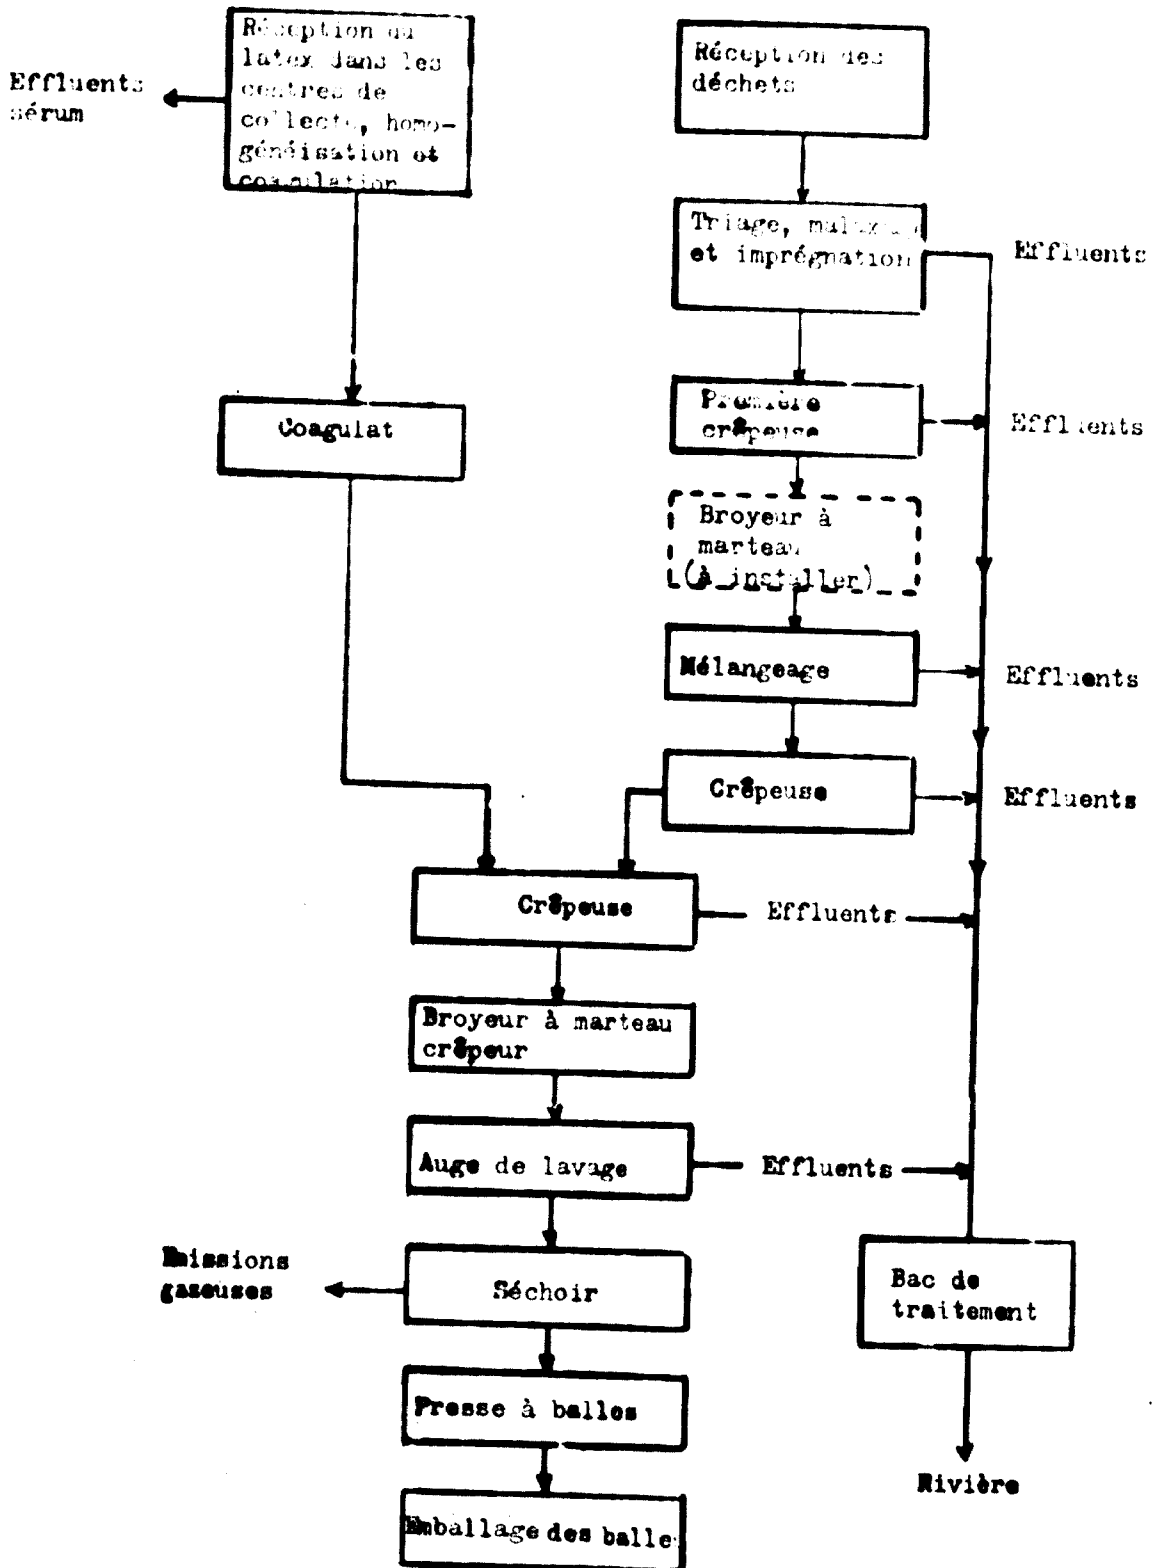 Réception du
latex dans les
centres de
collecte, homo-
généisation et
coagulation
Effluents
sérum
Réception des
déchets
Triage, malaxage
et imprégnation
Effluents
Première
crêpeuse
Effluents
Coagulat
Broyeur à
marteau
(à installer)
Mélangeage
Effluents
Crêpeuse
Effluents
Crêpeuse
Effluents
Broyeur à marteau
crêpeur
Auge de lavage
Effluents
Emissions
gazeuses
Séchoir
Bac de
traitement
Presse à balles
Rivière
Emballage des balles